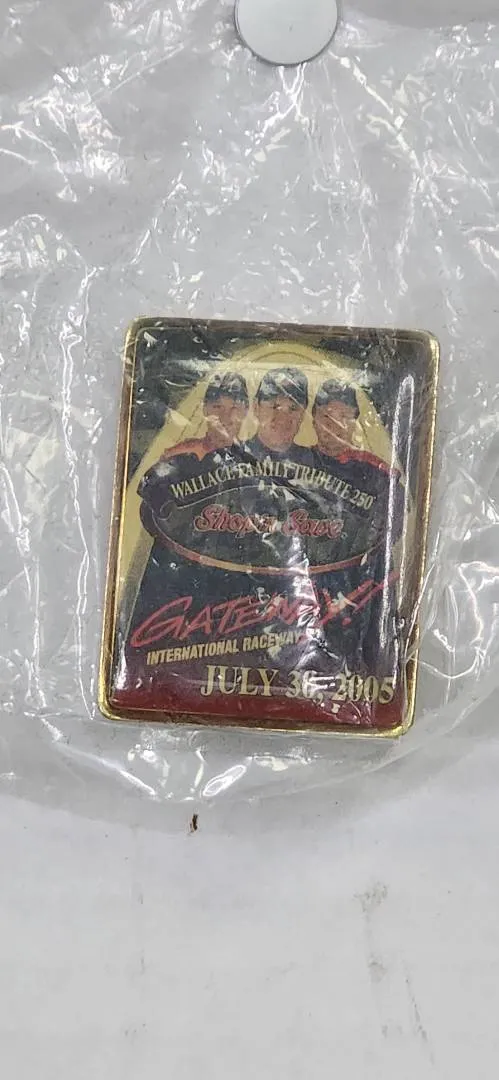 WALLACE FAMILY TRIBUTE 250
Shop'n Save
GATEWAY!
INTERNATIONAL RACEWAY
JULY 30, 2005